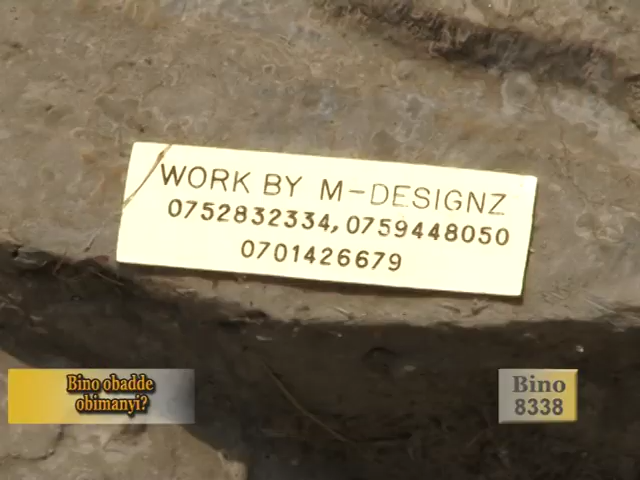 WORK BY M-DESIGNZ
0752832334, 0759448050
0701426679
Bino obadde
obimanyi?
Bino
8338